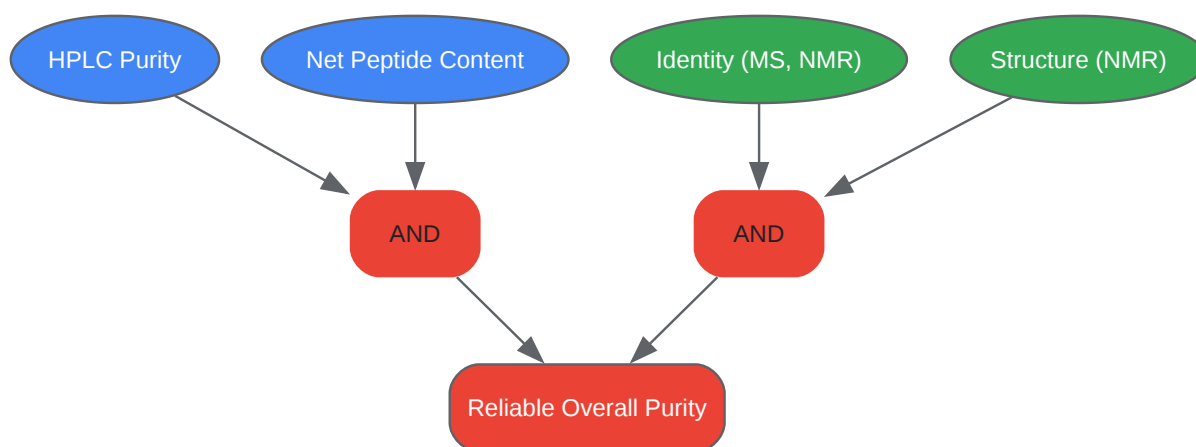 HPLC Purity
Net Peptide Content
Identity (MS, NMR)
Structure (NMR)
AND
AND
Reliable Overall Purity